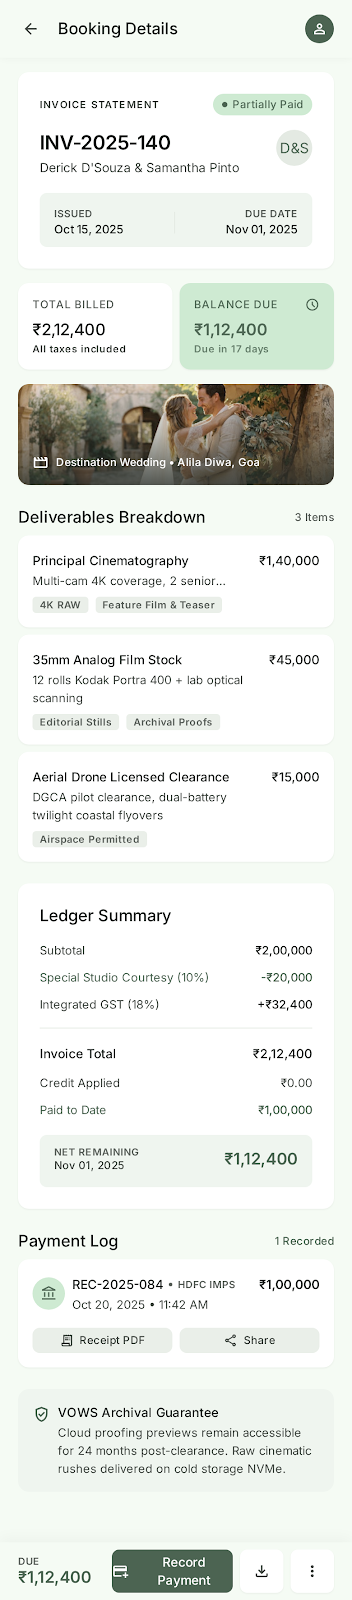 Booking Details
INVOICE STATEMENT
• Partially Paid
INV-2025-140
D&S
Derick D'Souza & Samantha Pinto
ISSUED
DUE DATE
Oct 15, 2025
Nov 01, 2025
TOTAL BILLED
₹2,12,400
All taxes included
BALANCE DUE
₹1,12,400
Due in 17 days
Destination Wedding • Alila Diwa, Goa
Deliverables Breakdown
3 Items
Principal Cinematography
₹1,40,000
Multi-cam 4K coverage, 2 senior...
4K RAW
Feature Film & Teaser
35mm Analog Film Stock
₹45,000
12 rolls Kodak Portra 400 + lab optical
scanning
Editorial Stills
Archival Proofs
Aerial Drone Licensed Clearance
₹15,000
DGCA pilot clearance, dual-battery
twilight coastal flyovers
Airspace Permitted
Ledger Summary
Subtotal
₹2,00,000
Special Studio Courtesy (10%)
-₹20,000
Integrated GST (18%)
+₹32,400
Invoice Total
₹2,12,400
Credit Applied
₹0.00
Paid to Date
₹1,00,000
NET REMAINING
Nov 01, 2025
₹1,12,400
Payment Log
1 Recorded
REC-2025-084 • HDFC IMPS
₹1,00,000
Oct 20, 2025 • 11:42 AM
Receipt PDF
Share
VOWS Archival Guarantee
Cloud proofing previews remain accessible
for 24 months post-clearance. Raw cinematic
rushes delivered on cold storage NVMe.
DUE
₹1,12,400
Record
Payment